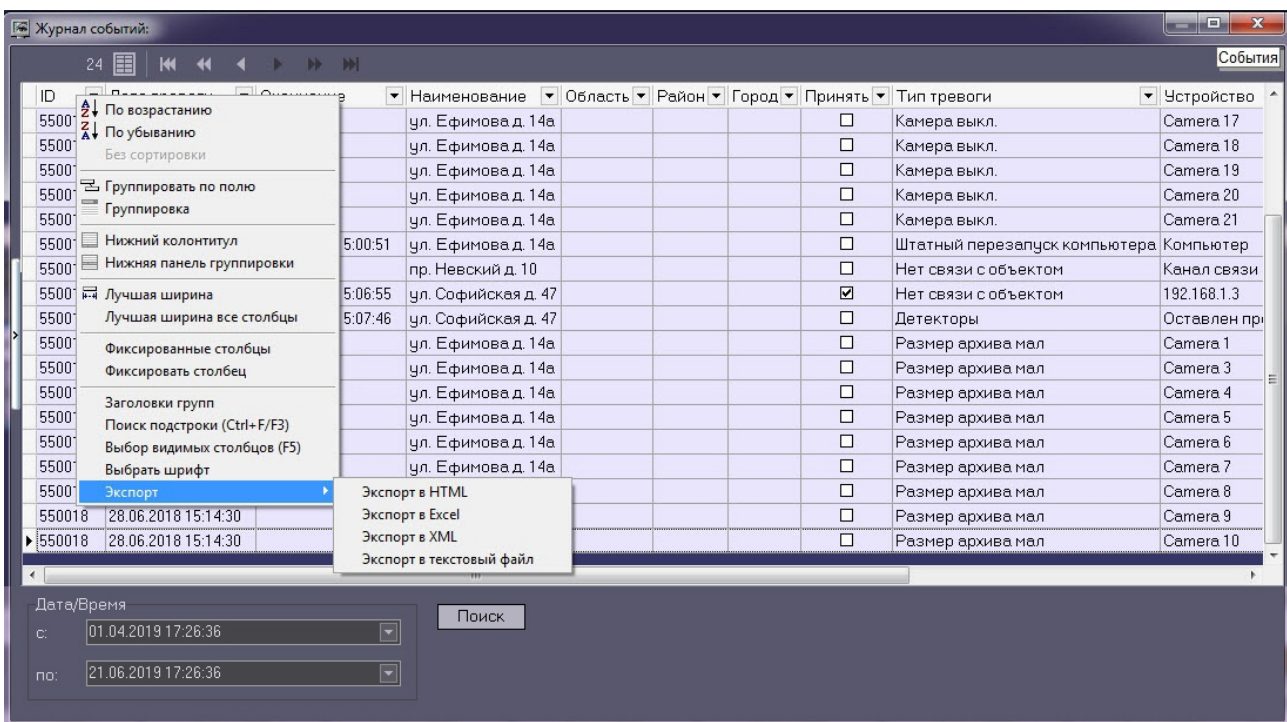 Журнал событий:
24
События
ID Наименование Область Район Город Принять Тип тревоги Устройство
ул. Ефимова д. 14а Камера выкл. Camera 17
ул. Ефимова д. 14а Камера выкл. Camera 18
ул. Ефимова д. 14а Камера выкл. Camera 19
ул. Ефимова д. 14а Камера выкл. Camera 20
ул. Ефимова д. 14а Камера выкл. Camera 21
5:00:51 ул. Ефимова д. 14а Штатный перезапуск компьютера Компьютер
пр. Невский д. 10 Нет связи с объектом Канал связи
5:06:55 ул. Софийская д. 47 Нет связи с объектом 192.168.1.3
5:07:46 ул. Софийская д. 47 Детекторы Оставлен
ул. Ефимова д. 14а Размер архива мал Camera 1
ул. Ефимова д. 14а Размер архива мал Camera 3
ул. Ефимова д. 14а Размер архива мал Camera 4
ул. Ефимова д. 14а Размер архива мал Camera 5
ул. Ефимова д. 14а Размер архива мал Camera 6
ул. Ефимова д. 14а Размер архива мал Camera 7
Размер архива мал Camera 8
550018 28.06.2018 15:14:30 Размер архива мал Camera 9
550018 28.06.2018 15:14:30 Размер архива мал Camera 10
По возрастанию
По убыванию
Без сортировки
Группировать по полю
Группировка
Нижний колонтитул
Нижняя панель группировки
Лучшая ширина
Лучшая ширина все столбцы
Фиксированные столбцы
Фиксировать столбец
Заголовки групп
Поиск подстроки (Ctrl+F/F3)
Выбор видимых столбцов (F5)
Выбрать шрифт
Экспорт
Экспорт в HTML
Экспорт в Excel
Экспорт в XML
Экспорт в текстовый файл
Дата/Время
с: 01.04.2019 17:26:36
Поиск
по: 21.06.2019 17:26:36